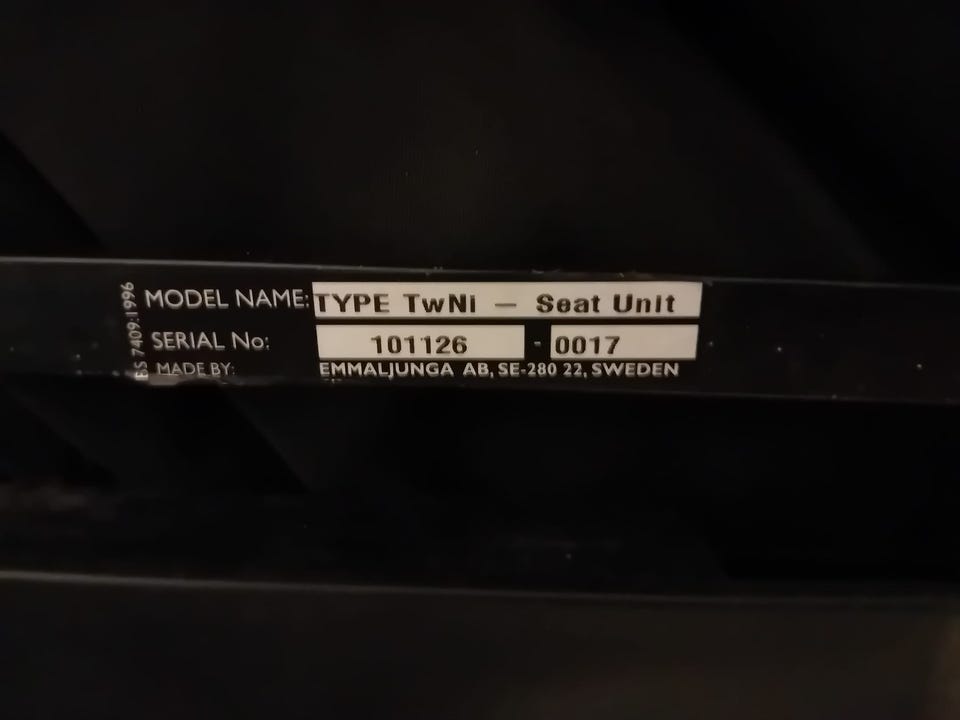 BS 7409:1996
MODEL NAME: TYPE TwNi — Seat Unit
SERIAL No: 101126 - 0017
MADE BY: EMMALJUNGA AB, SE-280 22, SWEDEN